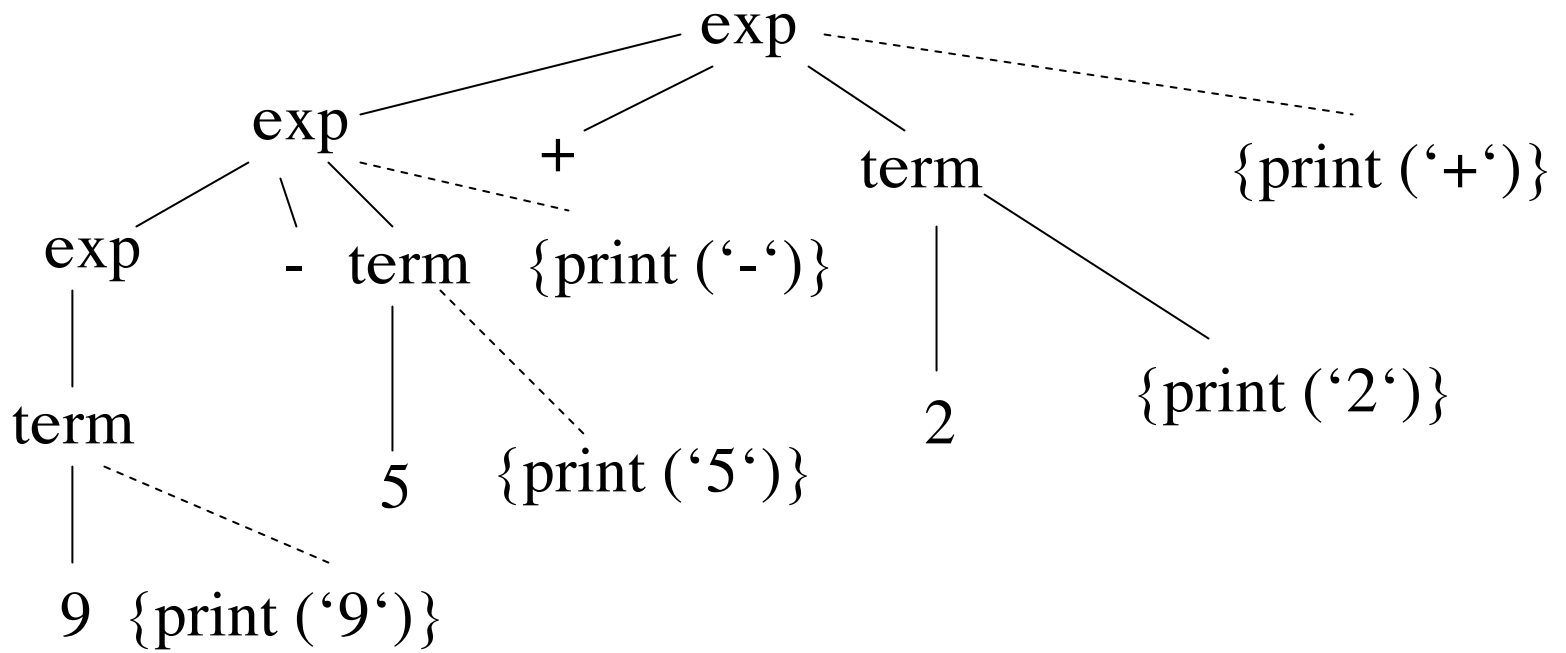 exp
exp
+
term
{print (‘+‘)}
exp
-
term
{print (‘-‘)}
term
5
{print (‘5‘)}
2
{print (‘2‘)}
9
{print (‘9‘)}